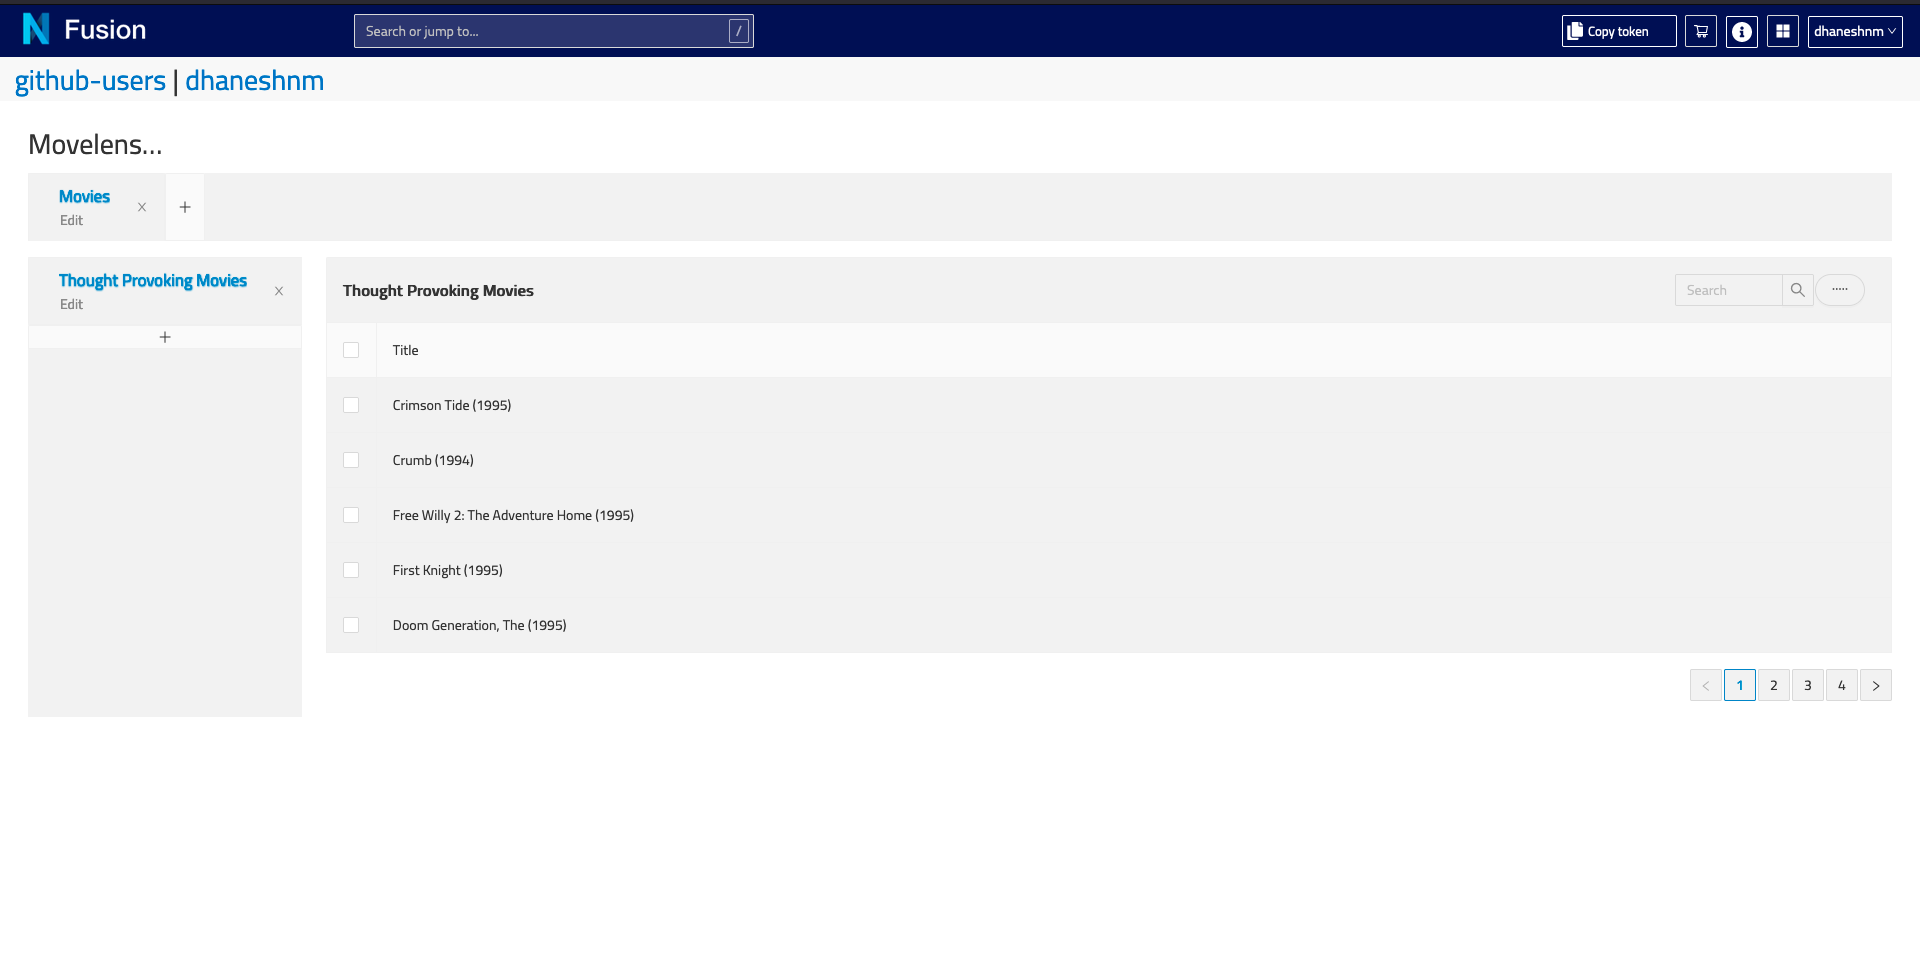 Fusion
Search or jump to...
/
Copy token
dhaneshnm
github-users | dhaneshnm
Movelens...
Movies
Edit
X
+
Thought Provoking Movies
Edit
X
+
Thought Provoking Movies
Search
.....
Title
Crimson Tide (1995)
Crumb (1994)
Free Willy 2: The Adventure Home (1995)
First Knight (1995)
Doom Generation, The (1995)
< 1 2 3 4 >